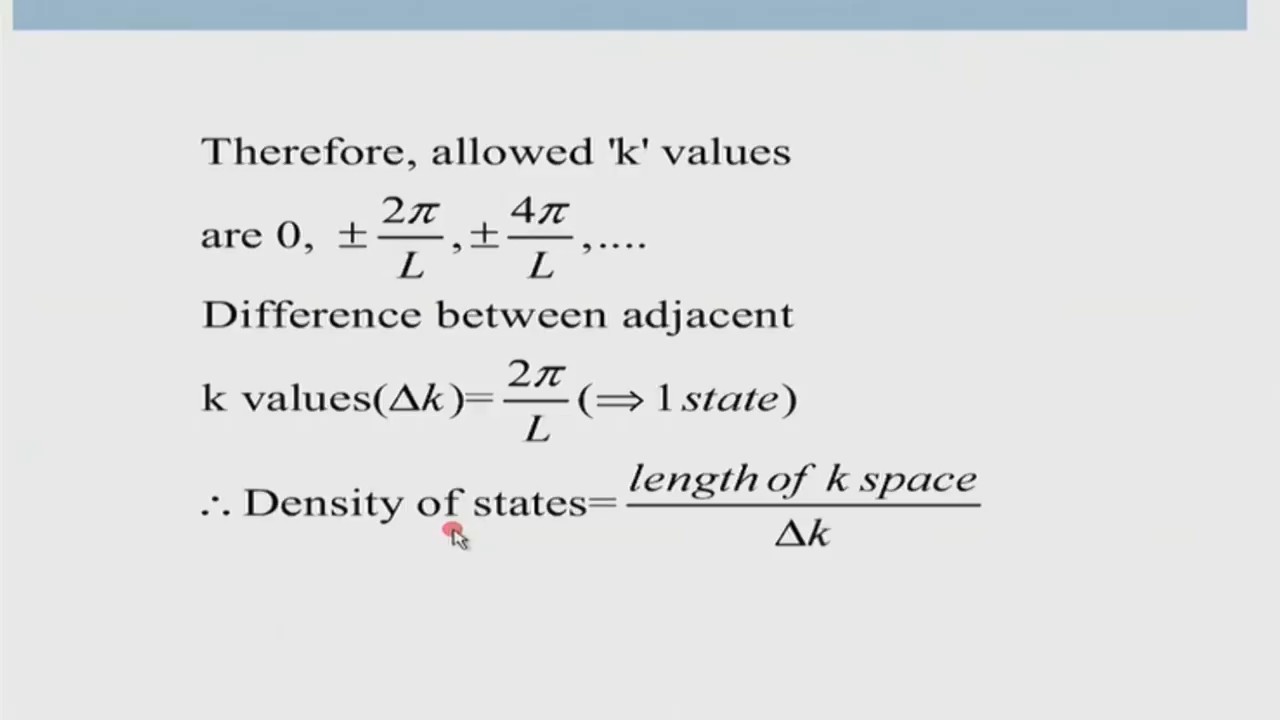 Therefore, allowed 'k' values
are 0, ± 2π/L, ± 4π/L, ....
Difference between adjacent
k values(Δk)= 2π/L (⟹ 1 state)
∴ Density of states= length of k space/Δk